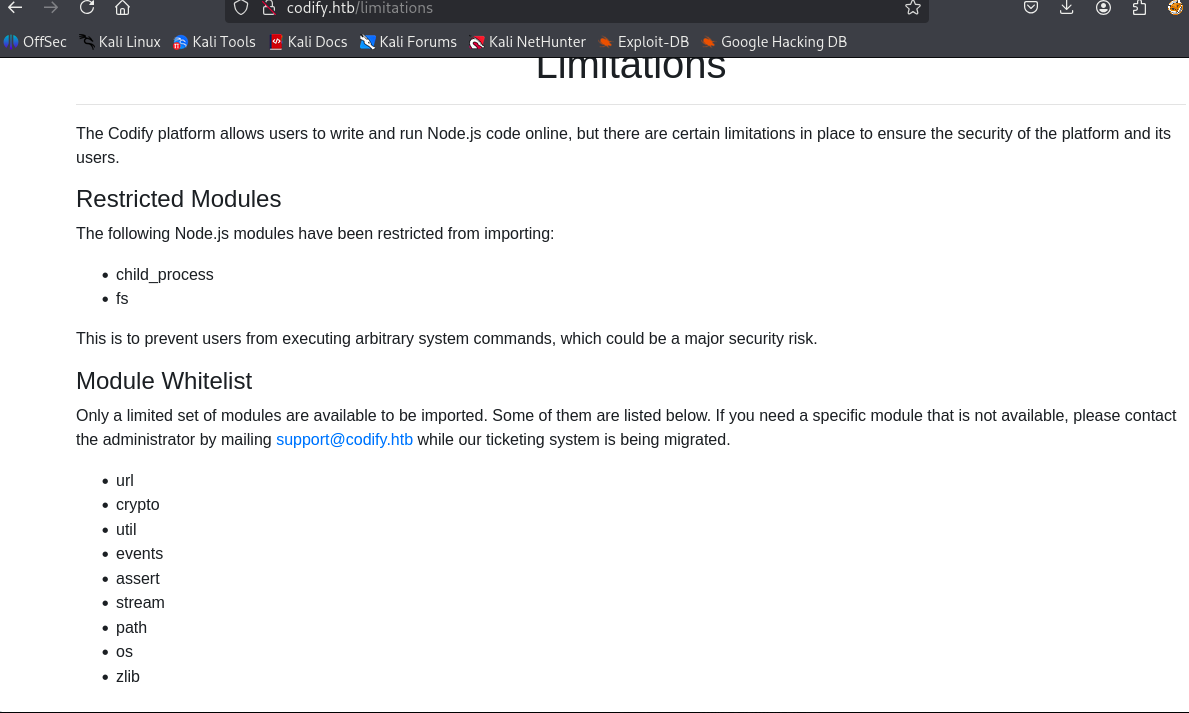 codify.htb/limitations
OffSec Kali Linux Kali Tools Kali Docs Kali Forums Kali NetHunter Exploit-DB Google Hacking DB
Limitations
The Codify platform allows users to write and run Node.js code online, but there are certain limitations in place to ensure the security of the platform and its
users.
Restricted Modules
The following Node.js modules have been restricted from importing:
• child_process
• fs
This is to prevent users from executing arbitrary system commands, which could be a major security risk.
Module Whitelist
Only a limited set of modules are available to be imported. Some of them are listed below. If you need a specific module that is not available, please contact
the administrator by mailing support@codify.htb while our ticketing system is being migrated.
• url
• crypto
• util
• events
• assert
• stream
• path
• os
• zlib